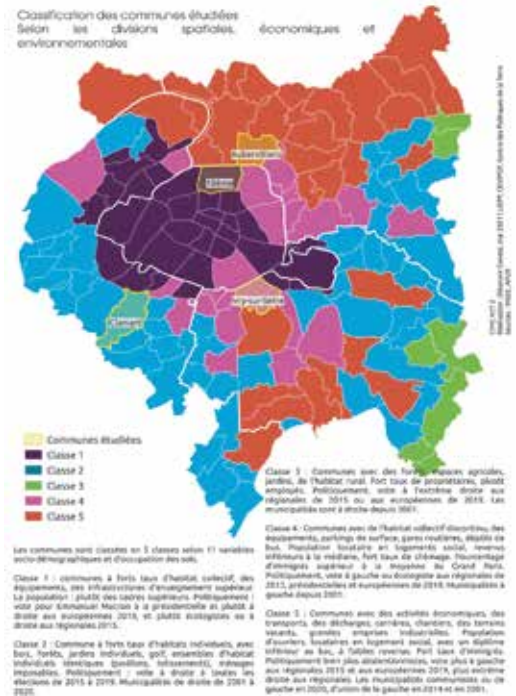 Classification des communes étudiées
Selon les divisions spatiales, économiques et
environnementales
Aubervilliers
Ivry-sur-Seine
Clamart
Communes étudiées
Classe 1
Classe 2
Classe 3
Classe 4
Classe 5
Les communes sont classées en 5 classes selon 11 variables
socio-démographiques et d'occupation des sols.
Classe 1 : communes à forts taux d'habitat collectif, des
équipements, des infrastructures d'enseignement supérieur
La population : plutôt des cadres supérieurs. Politiquement :
vote pour Emmanuel Macron à la présidentielle et plutôt à
droite aux européennes 2019, et plutôt écologistes ou à
droite aux régionales 2015.
Classe 2 : Commune à forts taux d'habitats individuels, avec
bois, forêts, jardins individuels, golf, ensembles d'habitat
individuels identiques (pavillons, lotissements), ménages
imposables. Politiquement : vote à droite à toutes les
élections de 2015 à 2019. Municipalités de droite de 2001 à
2020.
Classe 3 : Communes avec des forêts, espaces agricoles,
jardins, de l'habitat rural. Fort taux de propriétaires, plutôt
employés. Politiquement, vote à l'extrême droite aux
régionales de 2015 ou aux européennes de 2019. Les
municipalités sont à droite depuis 2001.
Classe 4 : Communes avec de l'habitat collectif discontinu, des
équipements, parkings de surface, gares routières, dépôts de
bus. Population locataire en logements social, revenus
inférieurs à la médiane, fort taux de chômage. Pourcentage
d'immigrés supérieur à la moyenne du Grand Paris.
Politiquement, vote à gauche ou écologiste aux régionales de
2015, présidentielles et européennes de 2019. Municipalités à
gauche depuis 2001.
Classe 5 : Communes avec des activités économiques, des
transports, des décharges, carrières, chantiers, des terrains
vacants, grandes emprises industrielles. Population
d'ouvriers, locataires en logement social, avec un diplôme
inférieur au bac, à faibles revenus. Fort taux d'immigrés.
Politiquement bien plus abstentionnistes, vote plus à gauche
aux régionales 2015 et aux européennes 2019, plus extrême
droite aux régionales. Les municipalités communistes ou de
gauche en 2020, d'union de gauche en 2019 et en 2001.